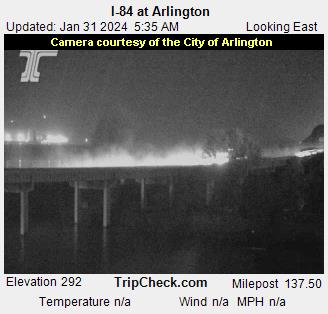 I-84 at Arlington
Updated: Jan 31 2024 5:35 AM Looking East
Camera courtesy of the City of Arlington
Elevation 292 TripCheck.com Milepost 137.50
Temperature n/a Wind n/a MPH n/a